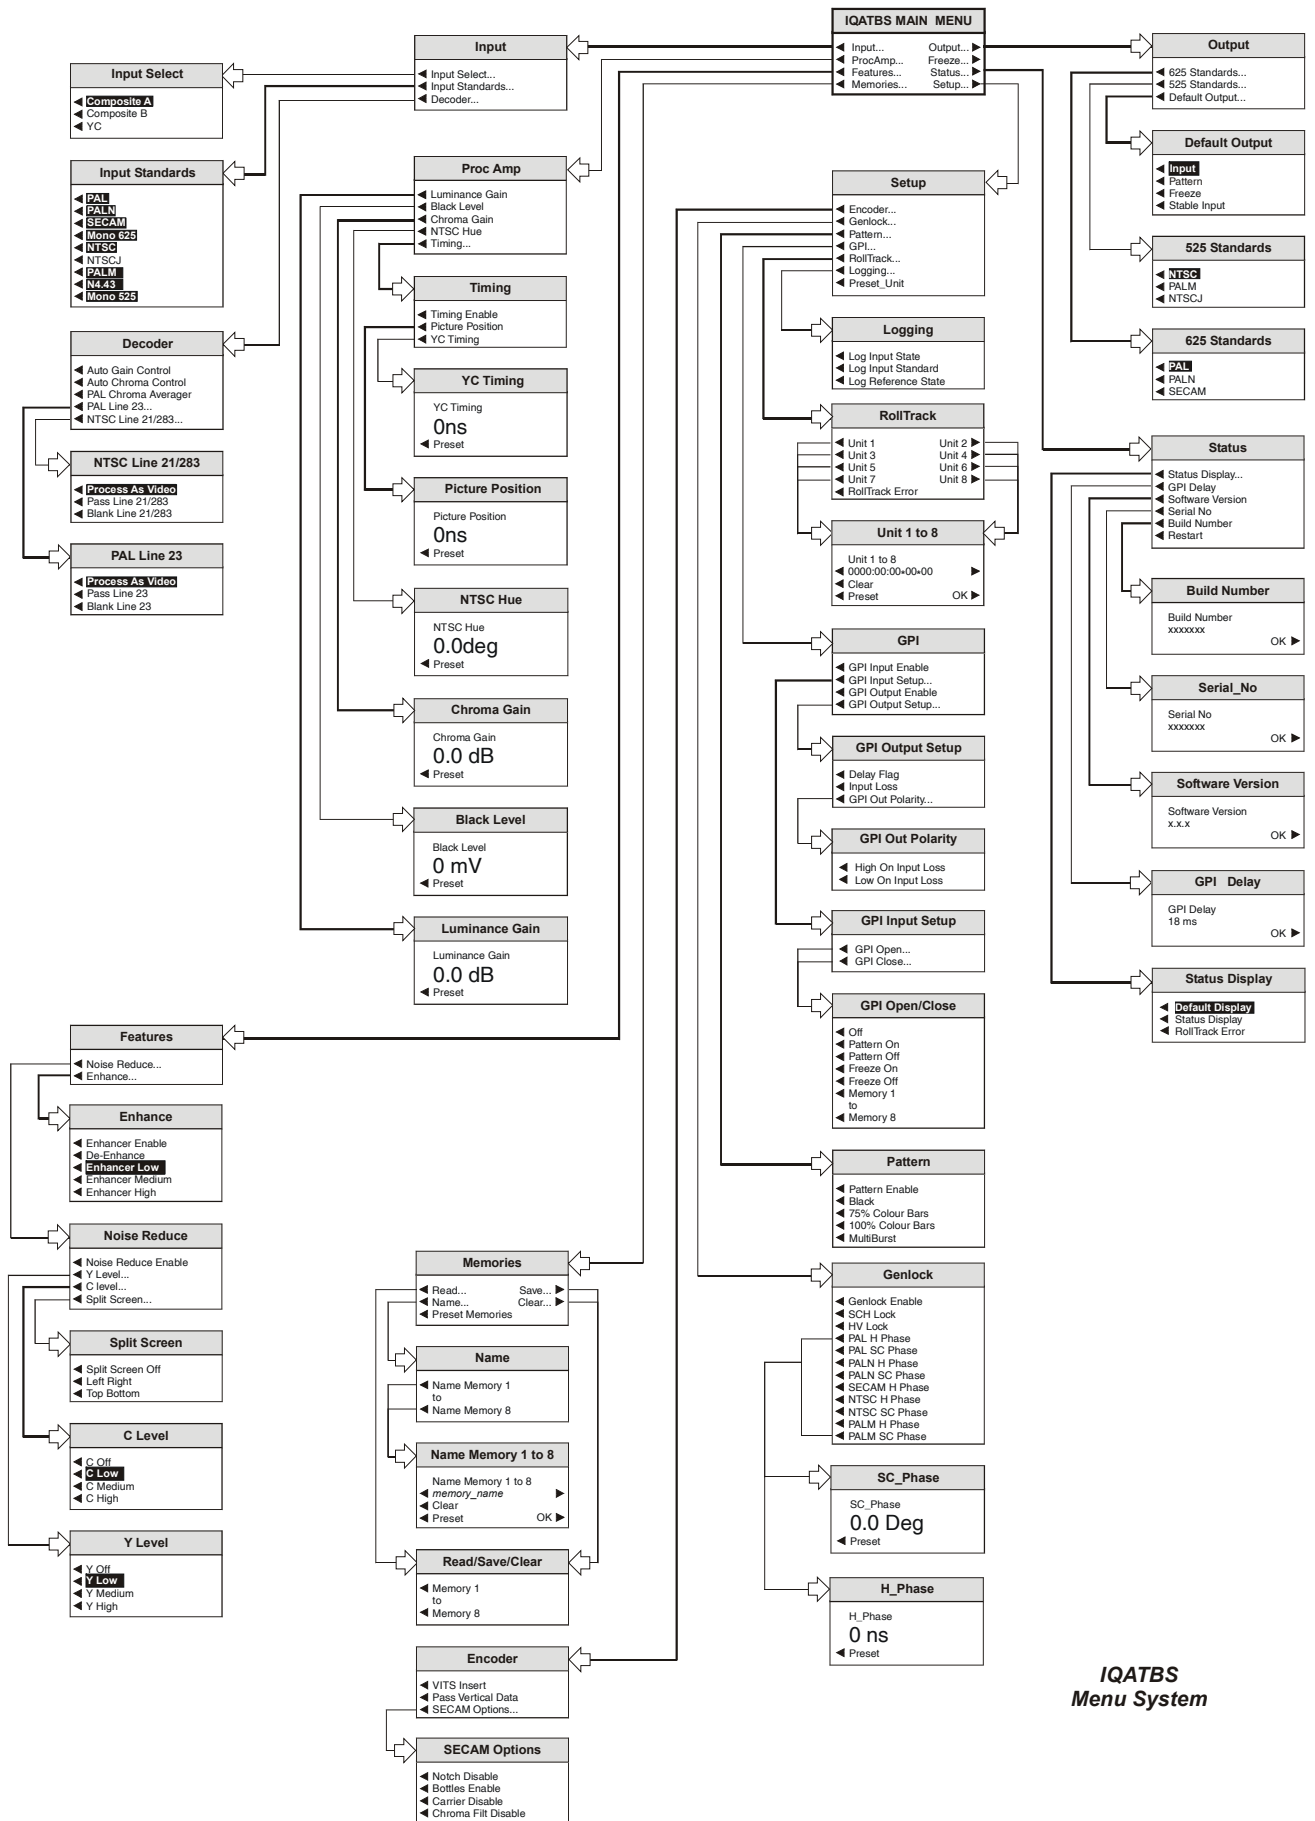 IQATBS MAIN MENU
Input... Output...
ProcAmp... Freeze...
Features... Status...
Memories... Setup...
Input
Input Select...
Input Standards...
Decoder...
Input Select
Composite A
Composite B
YC
Input Standards
PAL
PALN
SECAM
Mono 625
NTSC
NTSCJ
PALM
N4.43
Mono 525
Decoder
Auto Gain Control
Auto Chroma Control
PAL Chroma Averager
PAL Line 23...
NTSC Line 21/283...
NTSC Line 21/283
Process As Video
Pass Line 21/283
Blank Line 21/283
PAL Line 23
Process As Video
Pass Line 23
Blank Line 23
Proc Amp
Luminance Gain
Black Level
Chroma Gain
NTSC Hue
Timing...
Timing
Timing Enable
Picture Position
YC Timing
YC Timing
YC Timing
0ns
Preset
Picture Position
Picture Position
0ns
Preset
NTSC Hue
NTSC Hue
0.0deg
Preset
Chroma Gain
Chroma Gain
0.0 dB
Preset
Black Level
Black Level
0 mV
Preset
Luminance Gain
Luminance Gain
0.0 dB
Preset
Features
Noise Reduce...
Enhance...
Enhance
Enhancer Enable
De-Enhance
Enhancer Low
Enhancer Medium
Enhancer High
Noise Reduce
Noise Reduce Enable
Y Level...
C level...
Split Screen...
Split Screen
Split Screen Off
Left Right
Top Bottom
C Level
C Off
C Low
C Medium
C High
Y Level
Y Off
Y Low
Y Medium
Y High
Memories
Read... Save...
Name... Clear...
Preset Memories
Name
Name Memory 1
to
Name Memory 8
Name Memory 1 to 8
Name Memory 1 to 8
memory_name
Clear
Preset OK
Read/Save/Clear
Memory 1
to
Memory 8
Encoder
VITS Insert
Pass Vertical Data
SECAM Options...
SECAM Options
Notch Disable
Bottles Enable
Carrier Disable
Chroma Filt Disable
Setup
Encoder...
Genlock...
Pattern...
GPI...
RollTrack...
Logging...
Preset_Unit
Logging
Log Input State
Log Input Standard
Log Reference State
RollTrack
Unit 1 Unit 2
Unit 3 Unit 4
Unit 5 Unit 6
Unit 7 Unit 8
RollTrack Error
Unit 1 to 8
Unit 1 to 8
0000:00:00*00*00
Clear
Preset OK
GPI
GPI Input Enable
GPI Input Setup...
GPI Output Enable
GPI Output Setup...
GPI Output Setup
Delay Flag
Input Loss
GPI Out Polarity...
GPI Out Polarity
High On Input Loss
Low On Input Loss
GPI Input Setup
GPI Open...
GPI Close...
GPI Open/Close
Off
Pattern On
Pattern Off
Freeze On
Freeze Off
Memory 1
to
Memory 8
Pattern
Pattern Enable
Black
75% Colour Bars
100% Colour Bars
MultiBurst
Genlock
Genlock Enable
SCH Lock
HV Lock
PAL H Phase
PAL SC Phase
PALN H Phase
PALN SC Phase
SECAM H Phase
NTSC H Phase
NTSC SC Phase
PALM H Phase
PALM SC Phase
SC_Phase
SC_Phase
0.0 Deg
Preset
H_Phase
H_Phase
0 ns
Preset
Output
625 Standards...
525 Standards...
Default Output...
Default Output
Input
Pattern
Freeze
Stable Input
525 Standards
NTSC
PALM
NTSCJ
625 Standards
PAL
PALN
SECAM
Status
Status Display...
GPI Delay
Software Version
Serial No
Build Number
Restart
Build Number
Build Number
xxxxxxx
OK
Serial_No
Serial No
xxxxxxx
OK
Software Version
Software Version
x.x.x
OK
GPI Delay
GPI Delay
18 ms
OK
Status Display
Default Display
Status Display
RollTrack Error
IQATBS
Menu System